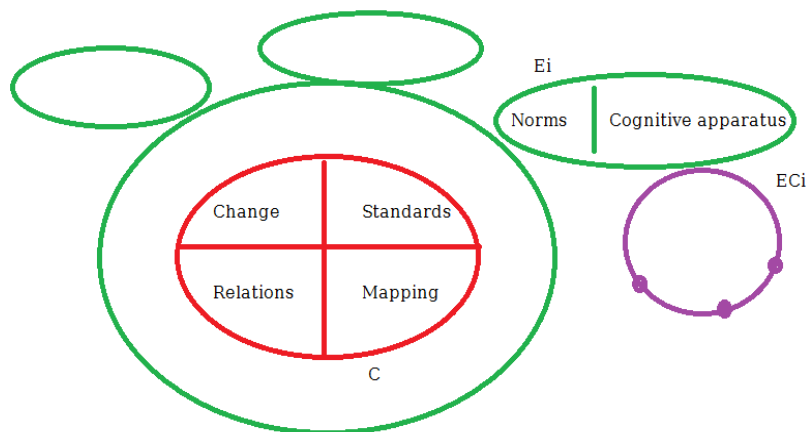 Ei
Norms
Cognitive apparatus
ECi
Change
Standards
Relations
Mapping
C